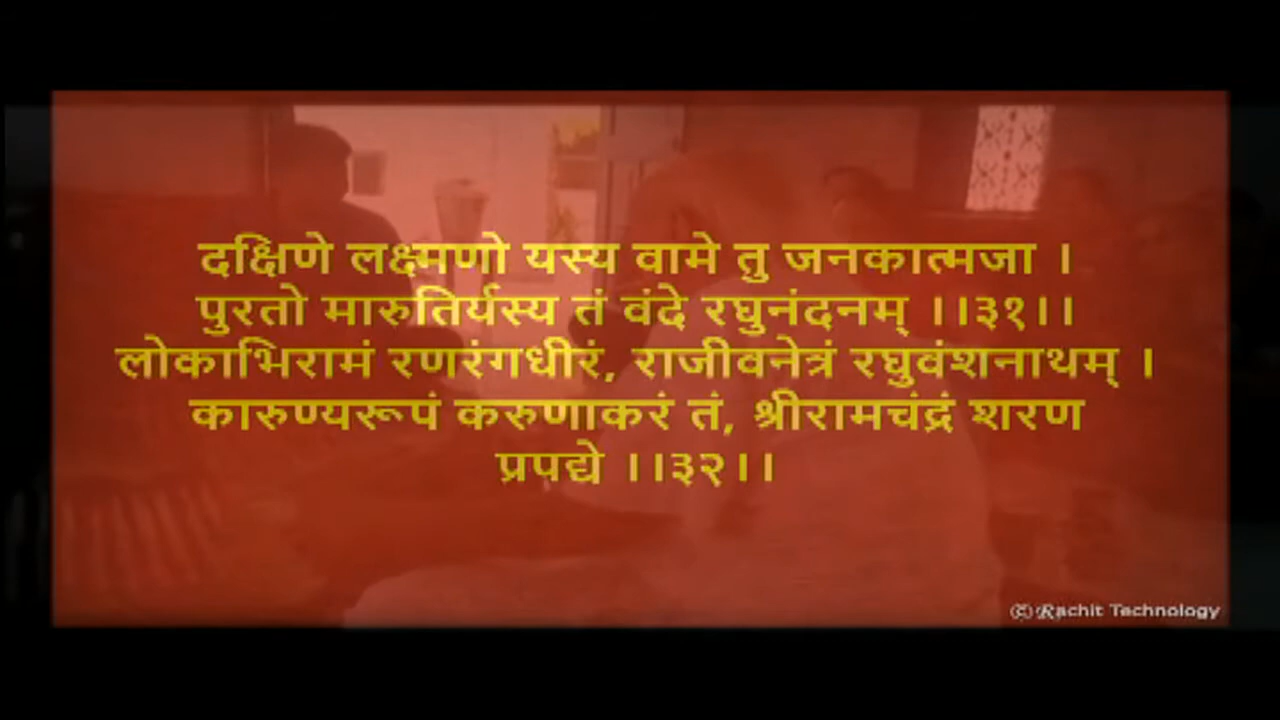 दक्षिणे लक्ष्मणो यस्य वामे तु जनकात्मजा ।
पुरतो मारुतिर्यस्य तं वंदे रघुनंदनम् ।।३१।।
लोकाभिरामं रणरंगधीरं, राजीवनेत्रं रघुवंशनाथम् ।
कारुण्यरूपं करुणाकरं तं, श्रीरामचंद्रं शरण
प्रपद्ये ।।३२।।
© Rachit Technology